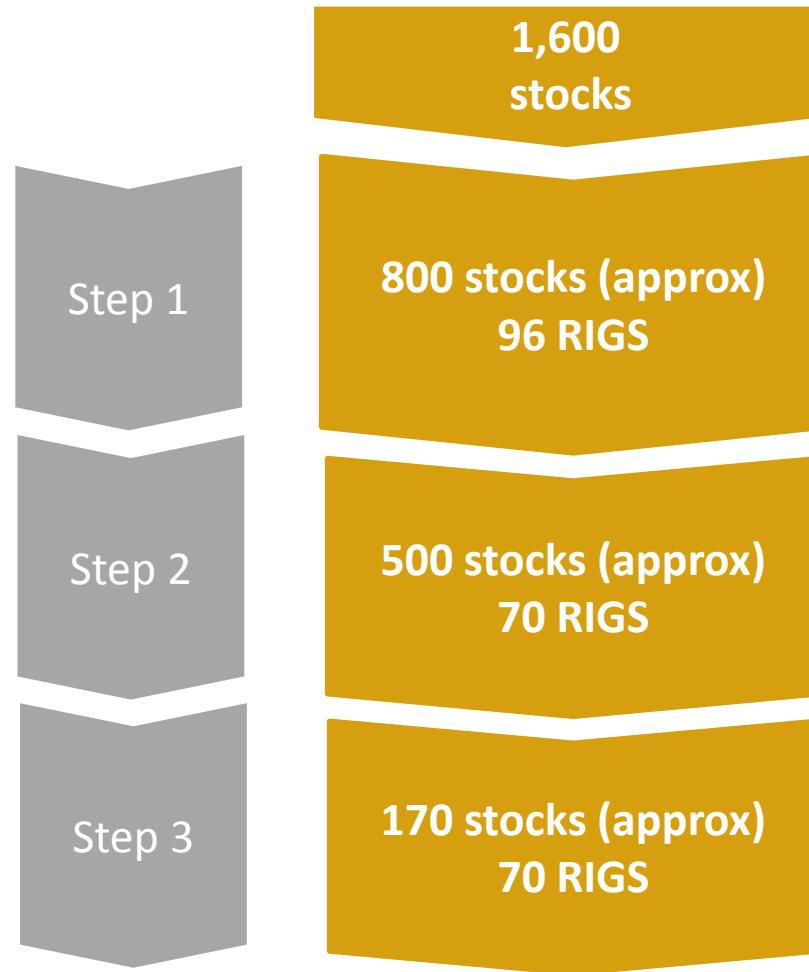 1,600
stocks
Step 1
800 stocks (approx)
96 RIGS
Step 2
500 stocks (approx)
70 RIGS
Step 3
170 stocks (approx)
70 RIGS